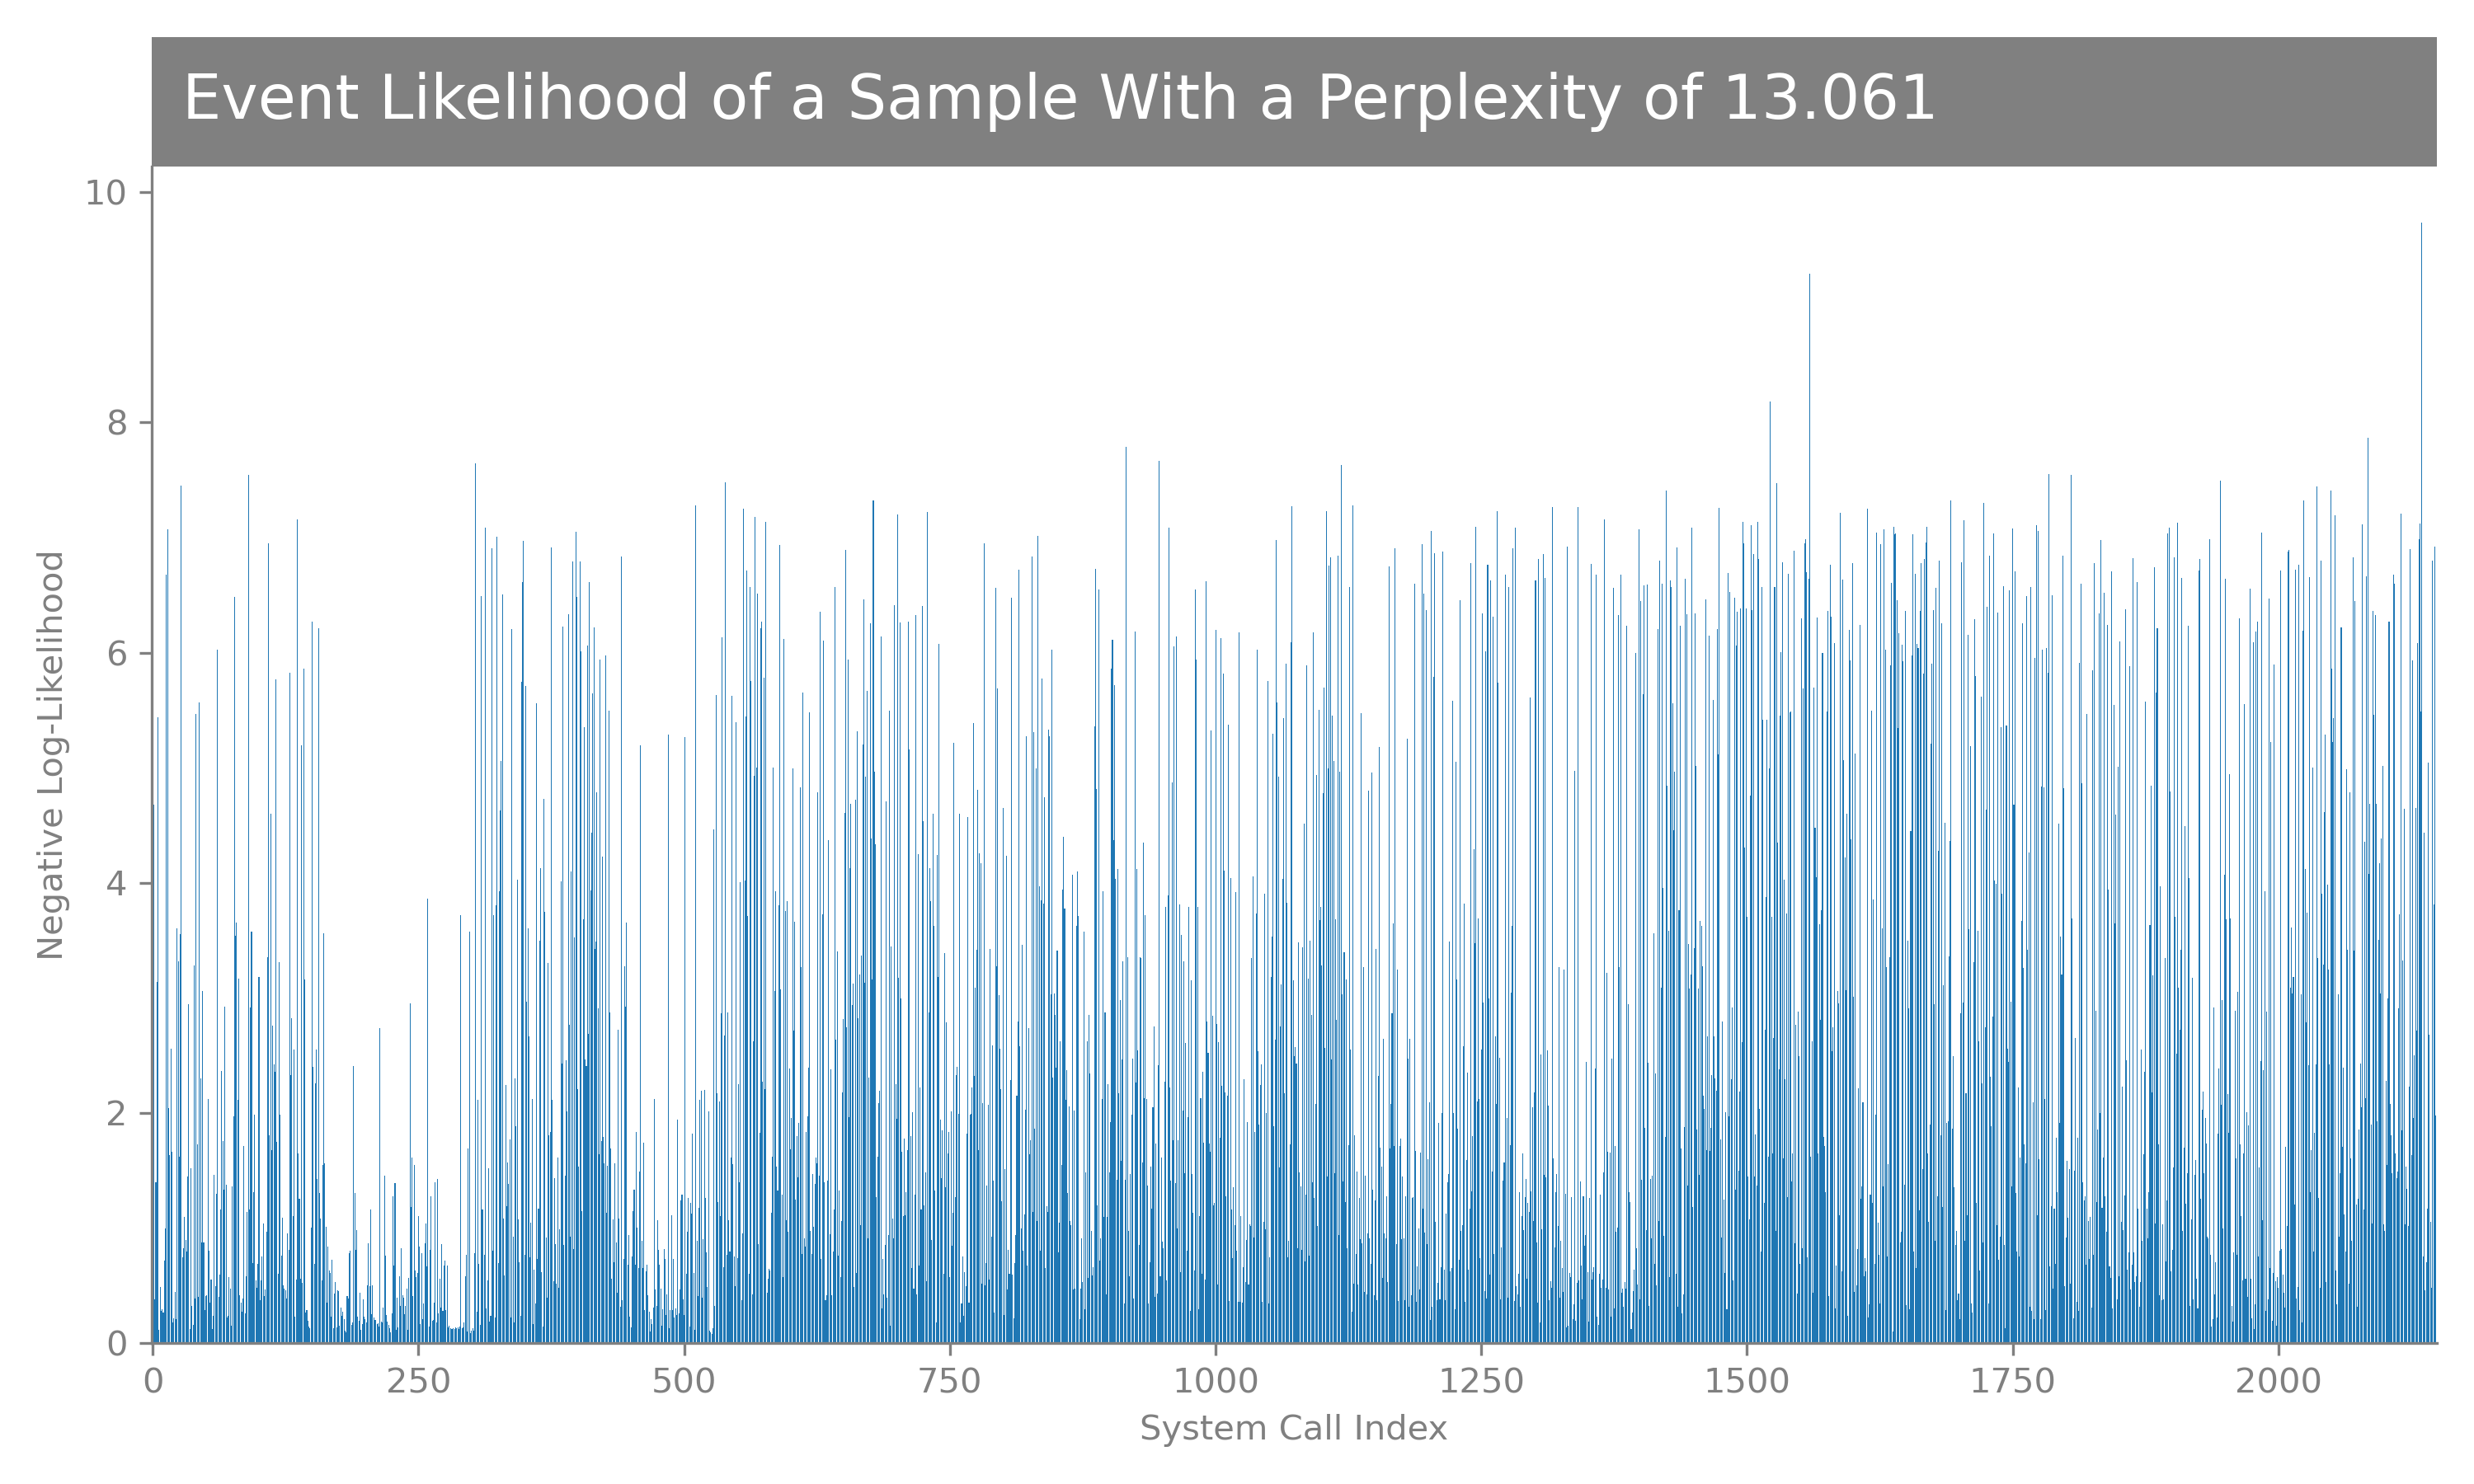 Event Likelihood of a Sample With a Perplexity of 13.061
Negative Log-Likelihood
10
8
6
4
2
0
0 250 500 750 1000 1250 1500 1750 2000
System Call Index